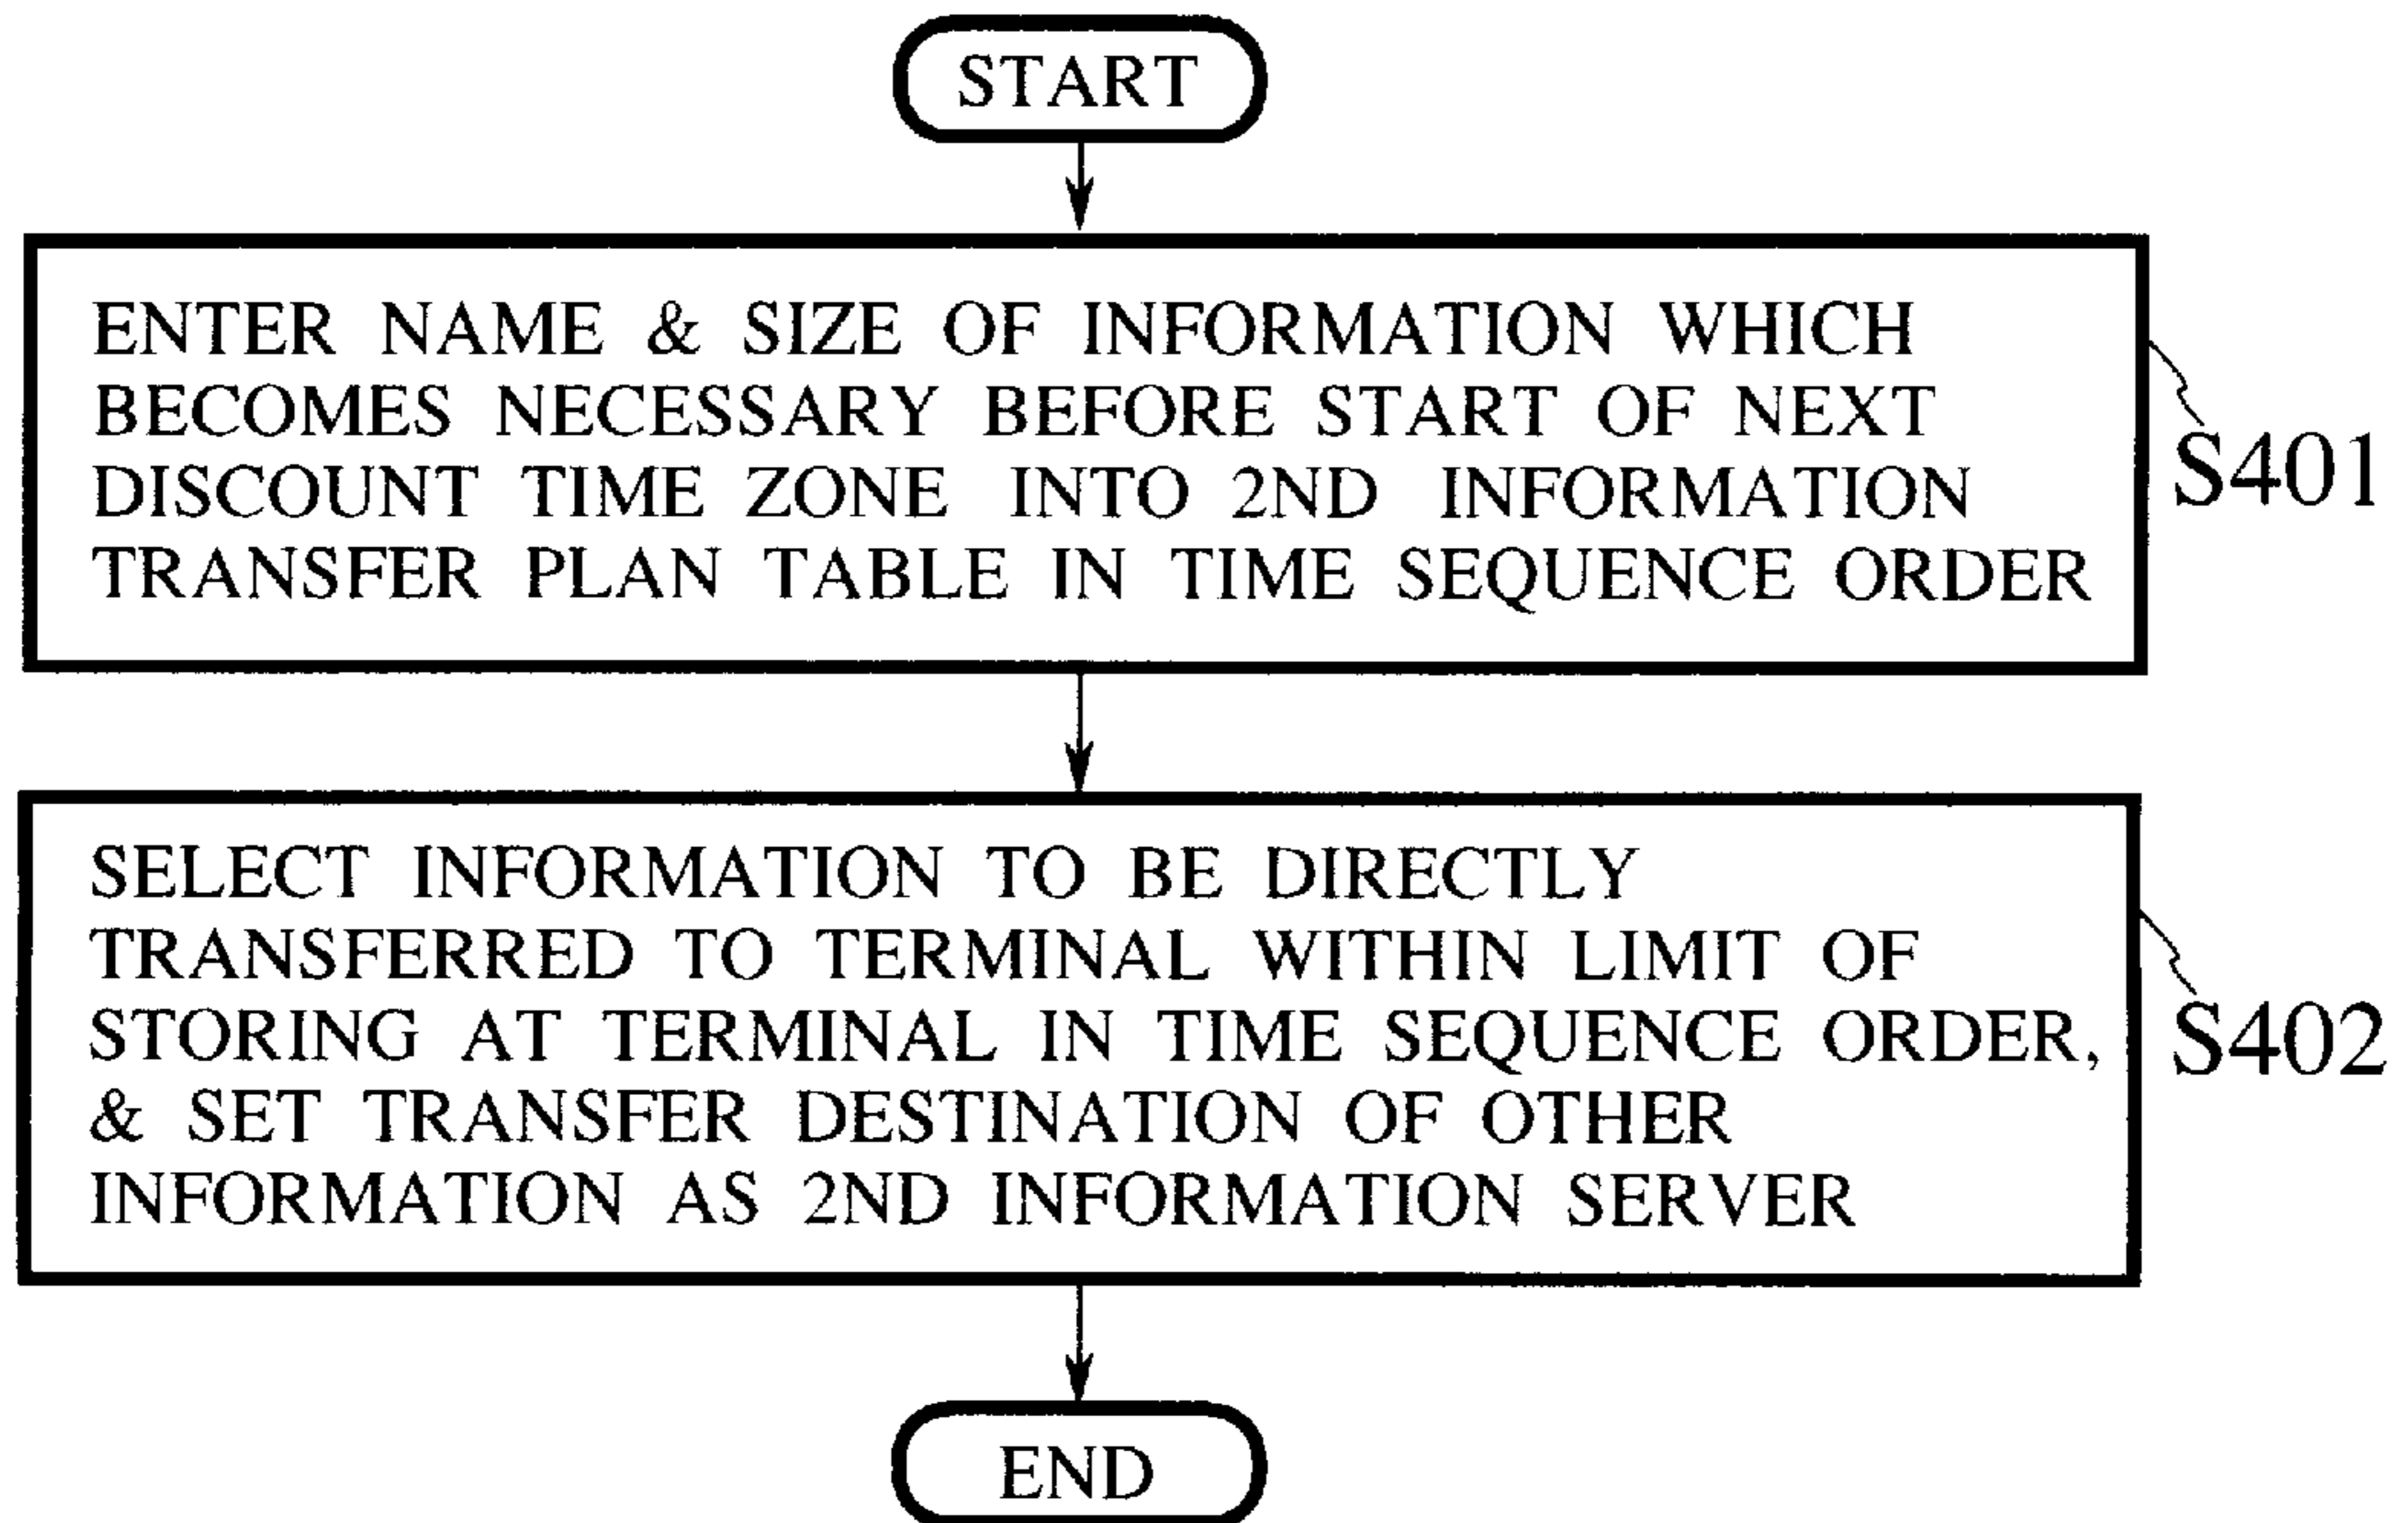 START
ENTER NAME & SIZE OF INFORMATION WHICH
BECOMES NECESSARY BEFORE START OF NEXT
DISCOUNT TIME ZONE INTO 2ND INFORMATION
TRANSFER PLAN TABLE IN TIME SEQUENCE ORDER
S401
SELECT INFORMATION TO BE DIRECTLY
TRANSFERRED TO TERMINAL WITHIN LIMIT OF
STORING AT TERMINAL IN TIME SEQUENCE ORDER,
& SET TRANSFER DESTINATION OF OTHER
INFORMATION AS 2ND INFORMATION SERVER
S402
END